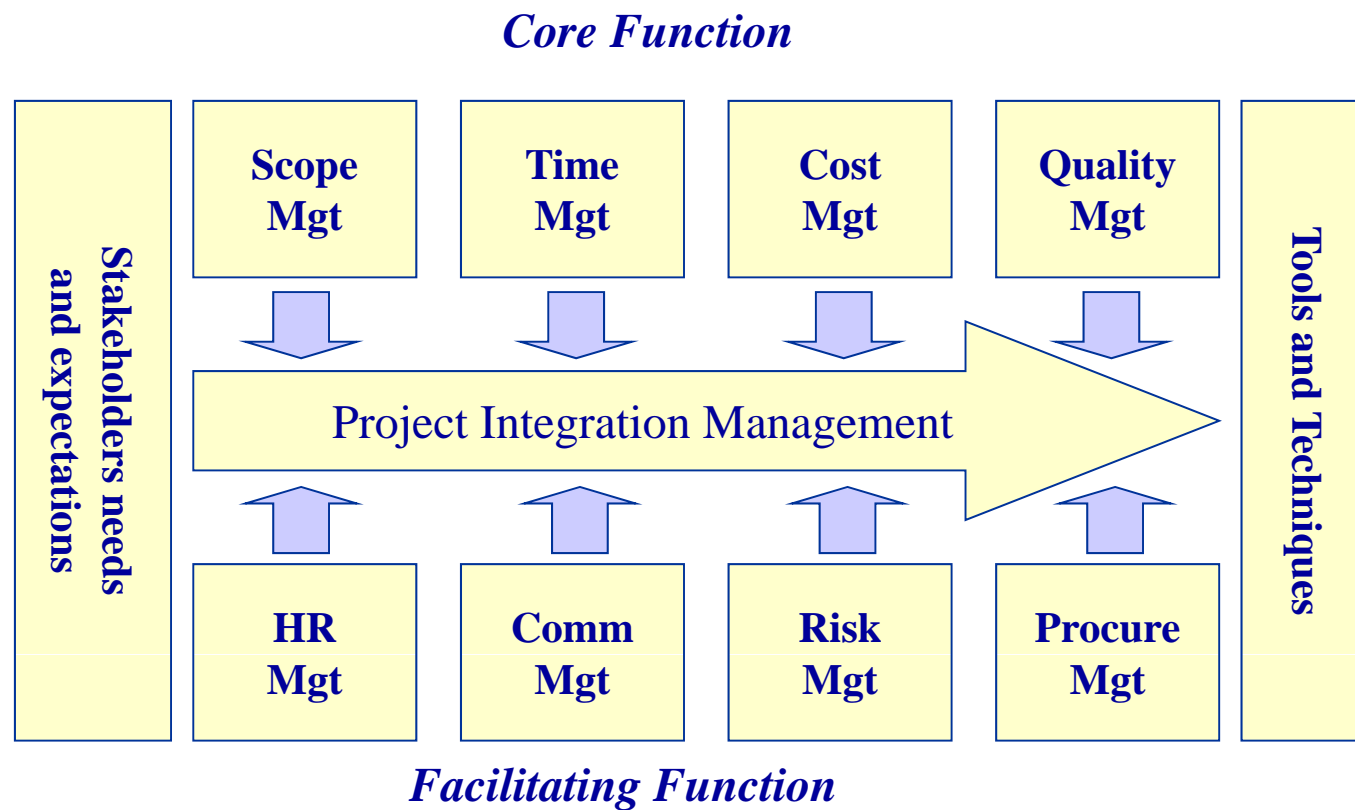 Core Function
Stakeholders needs
and expectations
Scope
Mgt
Time
Mgt
Cost
Mgt
Quality
Mgt
Tools and Techniques
Project Integration Management
HR
Mgt
Comm
Mgt
Risk
Mgt
Procure
Mgt
Facilitating Function